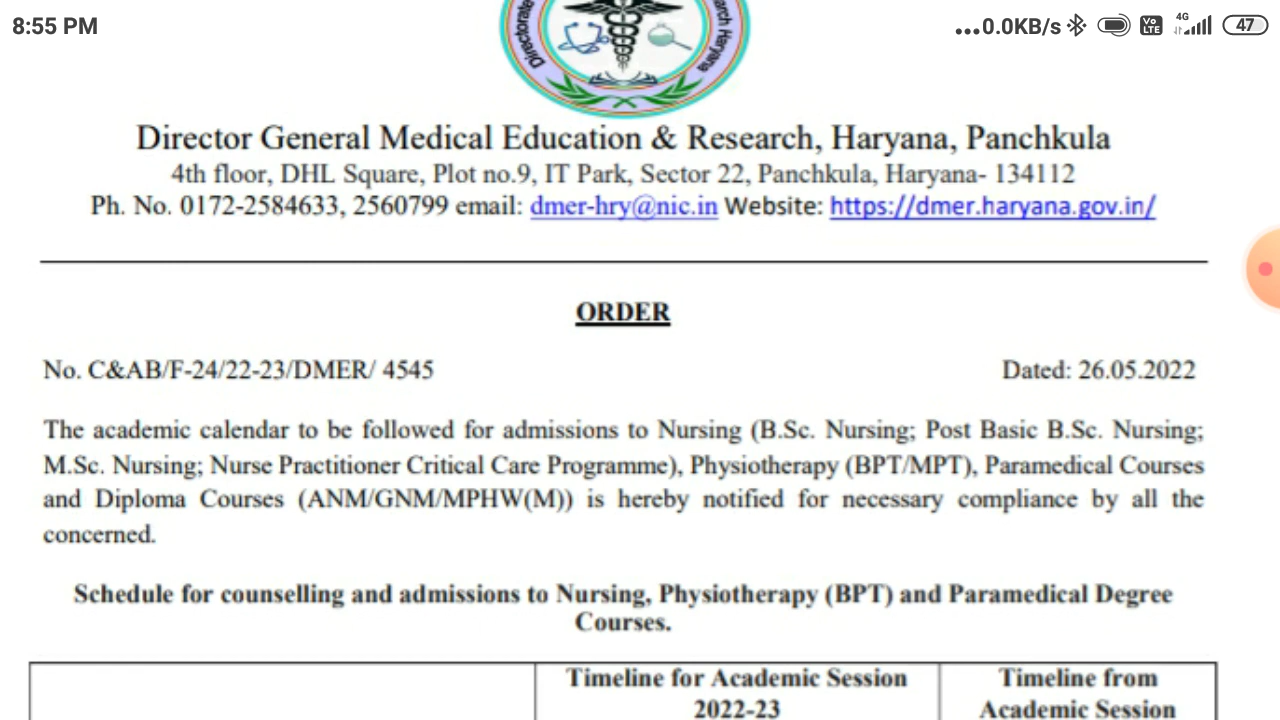 8:55 PM
...0.0KB/s
Vo LTE
4G
47
Directorate
arch Haryana
Director General Medical Education & Research, Haryana, Panchkula
4th floor, DHL Square, Plot no.9, IT Park, Sector 22, Panchkula, Haryana- 134112
Ph. No. 0172-2584633, 2560799 email: dmer-hry@nic.in Website: https://dmer.haryana.gov.in/
ORDER
No. C&AB/F-24/22-23/DMER/ 4545 Dated: 26.05.2022
The academic calendar to be followed for admissions to Nursing (B.Sc. Nursing; Post Basic B.Sc. Nursing;
M.Sc. Nursing; Nurse Practitioner Critical Care Programme), Physiotherapy (BPT/MPT), Paramedical Courses
and Diploma Courses (ANM/GNM/MPHW(M)) is hereby notified for necessary compliance by all the
concerned.
Schedule for counselling and admissions to Nursing, Physiotherapy (BPT) and Paramedical Degree
Courses.
Timeline for Academic Session
2022-23
Timeline from
Academic Session